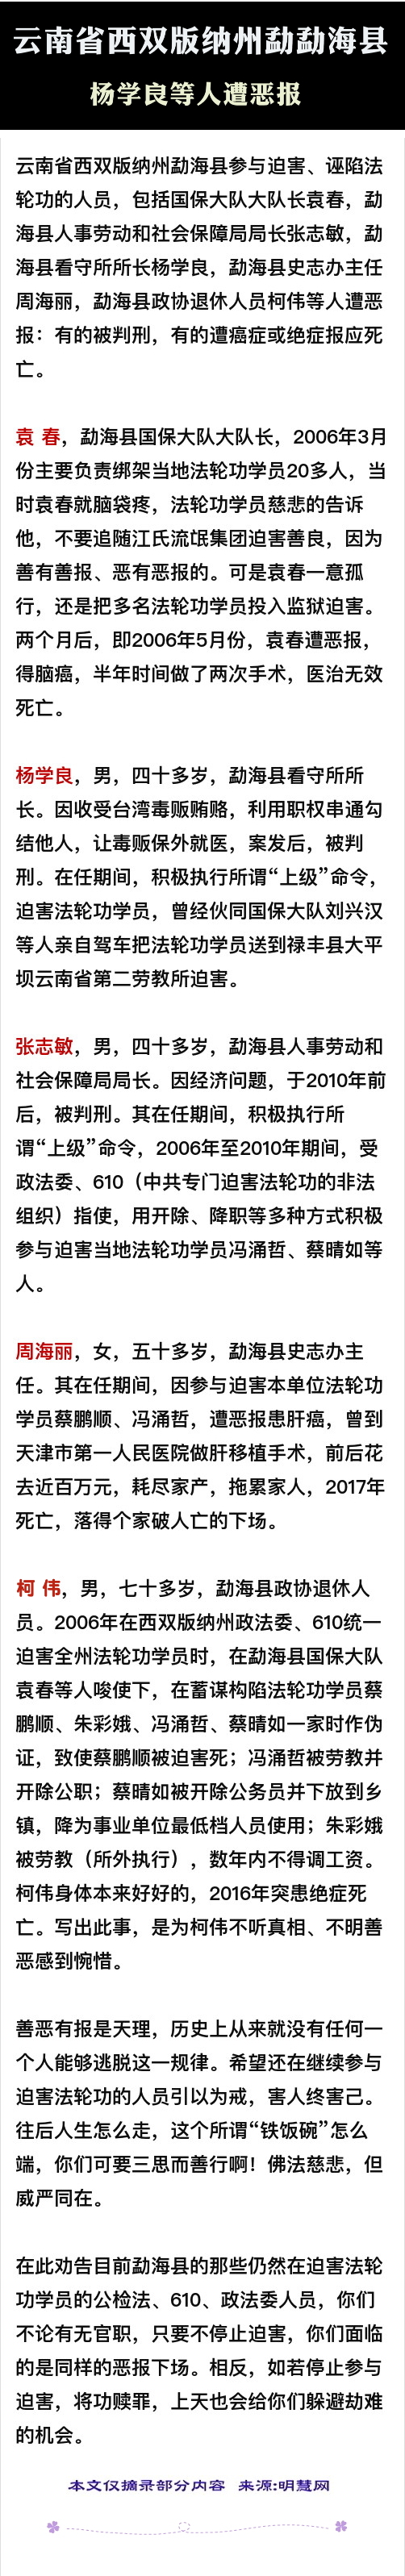 云南省西双版纳州勐勐海县
杨学良等人遭恶报
云南省西双版纳州勐海县参与迫害、诬陷法
轮功的人员，包括国保大队大队长袁春，勐
海县人事劳动和社会保障局局长张志敏，勐
海县看守所所长杨学良，勐海县史志办主任
周海丽，勐海县政协退休人员柯伟等人遭恶
报：有的被判刑，有的遭癌症或绝症报应死
亡。
袁 春，勐海县国保大队大队长，2006年3月
份主要负责绑架当地法轮功学员20多人，当
时袁春就脑袋疼，法轮功学员慈悲的告诉
他，不要追随江氏流氓集团迫害善良，因为
善有善报、恶有恶报的。可是袁春一意孤
行，还是把多名法轮功学员投入监狱迫害。
两个月后，即2006年5月份，袁春遭恶报，
得脑癌，半年时间做了两次手术，医治无效
死亡。
杨学良，男，四十多岁，勐海县看守所所
长。因收受台湾毒贩贿赂，利用职权串通勾
结他人，让毒贩保外就医，案发后，被判
刑。在任期间，积极执行所谓“上级”命令，
迫害法轮功学员，曾经伙同国保大队刘兴汉
等人亲自驾车把法轮功学员送到禄丰县大平
坝云南省第二劳教所迫害。
张志敏，男，四十多岁，勐海县人事劳动和
社会保障局局长。因经济问题，于2010年前
后，被判刑。其在任期间，积极执行所
谓“上级”命令，2006年至2010年期间，受
政法委、610（中共专门迫害法轮功的非法
组织）指使，用开除、降职等多种方式积极
参与迫害当地法轮功学员冯涌哲、蔡晴如等
人。
周海丽，女，五十多岁，勐海县史志办主
任。其在任期间，因参与迫害本单位法轮功
学员蔡鹏顺、冯涌哲，遭恶报患肝癌，曾到
天津市第一人民医院做肝移植手术，前后花
去近百万元，耗尽家产，拖累家人，2017年
死亡，落得个家破人亡的下场。
柯 伟，男，七十多岁，勐海县政协退休人
员。2006年在西双版纳州政法委、610统一
迫害全州法轮功学员时，在勐海县国保大队
袁春等人唆使下，在蓄谋构陷法轮功学员蔡
鹏顺、朱彩娥、冯涌哲、蔡晴如一家时作伪
证，致使蔡鹏顺被迫害死；冯涌哲被劳教并
开除公职；蔡晴如被开除公务员并下放到乡
镇，降为事业单位最低档人员使用；朱彩娥
被劳教（所外执行），数年内不得调工资。
柯伟身体本来好好的，2016年突患绝症死
亡。写出此事，是为柯伟不听真相、不明善
恶感到惋惜。
善恶有报是天理，历史上从来就没有任何一
个人能够逃脱这一规律。希望还在继续参与
迫害法轮功的人员引以为戒，害人终害己。
往后人生怎么走，这个所谓“铁饭碗”怎么
端，你们可要三思而善行啊！佛法慈悲，但
威严同在。
在此劝告目前勐海县的那些仍然在迫害法轮
功学员的公检法、610、政法委人员，你们
不论有无官职，只要不停止迫害，你们面临
的是同样的恶报下场。相反，如若停止参与
迫害，将功赎罪，上天也会给你们躲避劫难
的机会。
本文仅摘录部分内容 来源:明慧网